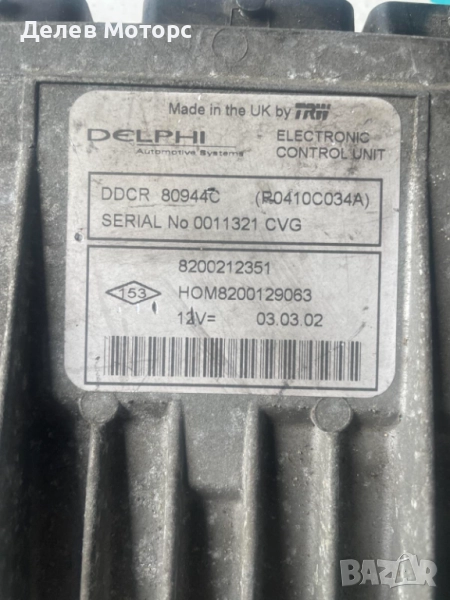 Делев Моторс
Made in the UK by TRW
DELPHI ELECTRONIC
Automotive Systems CONTROL UNIT
DDCR 80944C (R0410C034A)
SERIAL No 0011321 CVG
8200212351
153 HOM8200129063
12V= 03.03.02
BAZAR